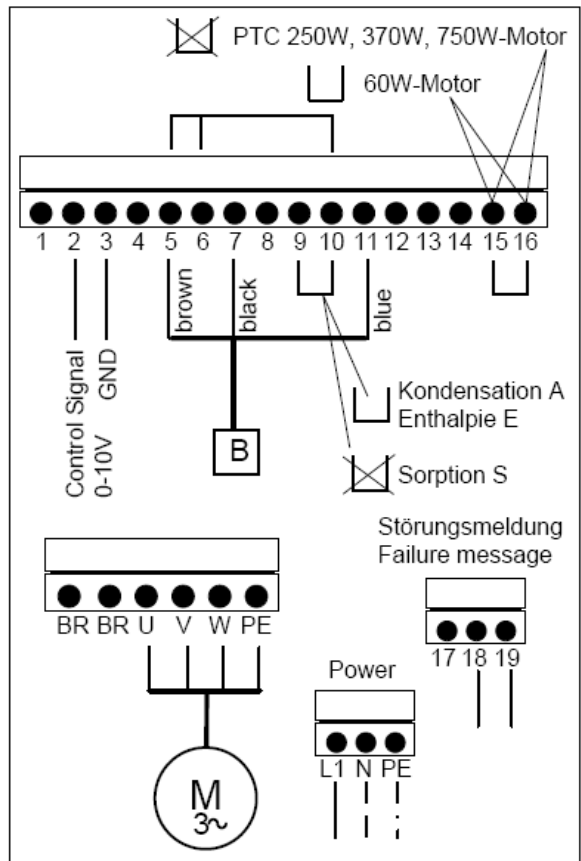 PTC 250W, 370W, 750W-Motor
60W-Motor
1 2 3 4 5 6 7 8 9 10 11 12 13 14 15 16
brown
black
blue
Control Signal
0-10V GND
Kondensation A
Enthalpie E
B
Sorption S
Störungsmeldung
Failure message
BR BR U V W PE
17 18 19
Power
L1 N PE
M
3~